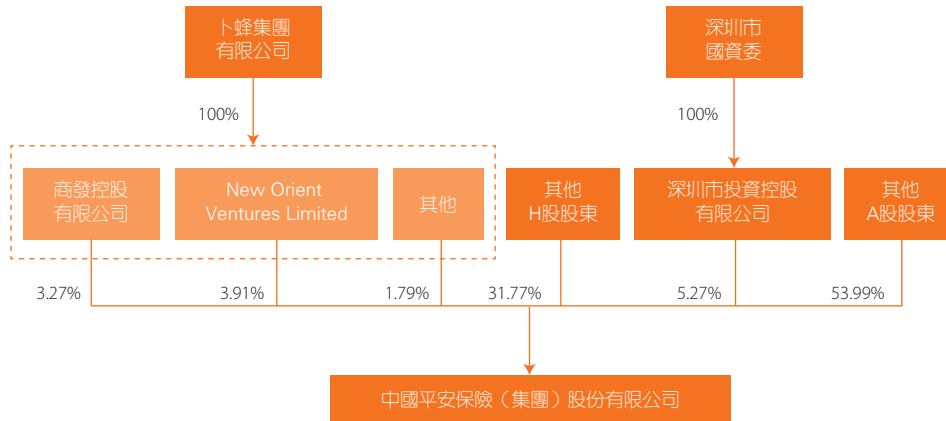 卜蜂集團
有限公司
深圳市
國資委
100%
100%
商發控股
有限公司
New Orient
Ventures Limited
其他
其他
H股股東
深圳市投資控股
有限公司
其他
A股股東
3.27%
3.91%
1.79%
31.77%
5.27%
53.99%
中國平安保險（集團）股份有限公司